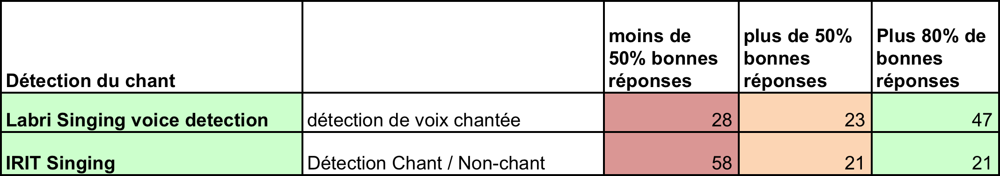 Détection du chant
moins de
50% bonnes
réponses
plus de 50%
bonnes
réponses
Plus 80% de
bonnes
réponses
Labri Singing voice detection
détection de voix chantée
28
23
47
IRIT Singing
Détection Chant / Non-chant
58
21
21